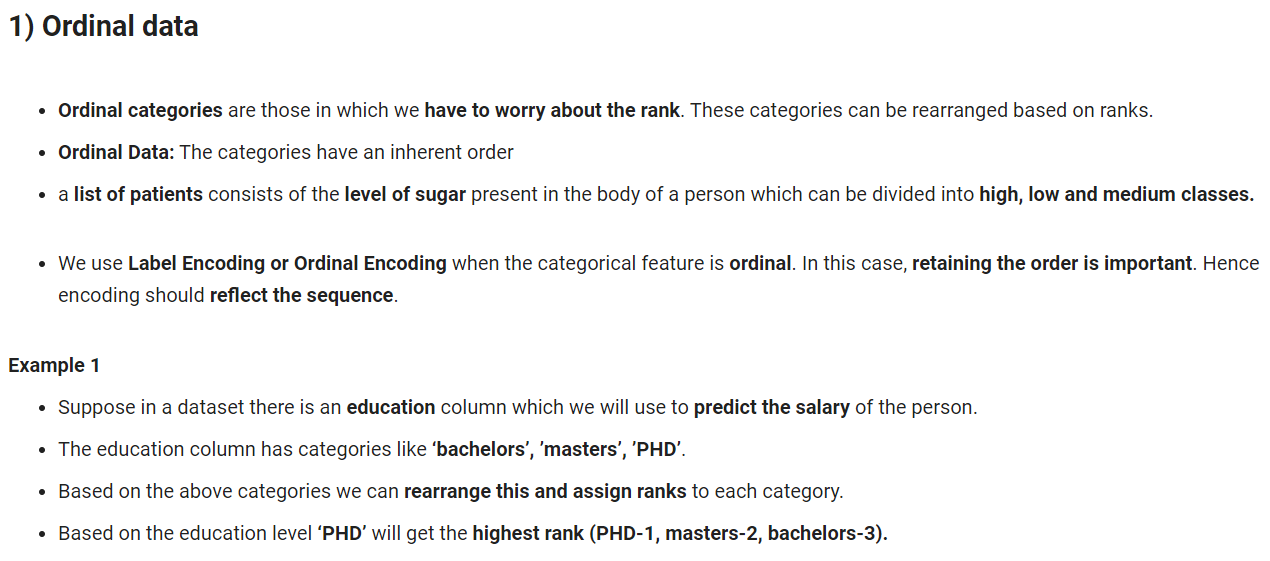 1) Ordinal data
• Ordinal categories are those in which we have to worry about the rank. These categories can be rearranged based on ranks.
• Ordinal Data: The categories have an inherent order
• a list of patients consists of the level of sugar present in the body of a person which can be divided into high, low and medium classes.
• We use Label Encoding or Ordinal Encoding when the categorical feature is ordinal. In this case, retaining the order is important. Hence
encoding should reflect the sequence.
Example 1
• Suppose in a dataset there is an education column which we will use to predict the salary of the person.
• The education column has categories like ‘bachelors’, ’masters’, ’PHD’.
• Based on the above categories we can rearrange this and assign ranks to each category.
• Based on the education level ‘PHD’ will get the highest rank (PHD-1, masters-2, bachelors-3).